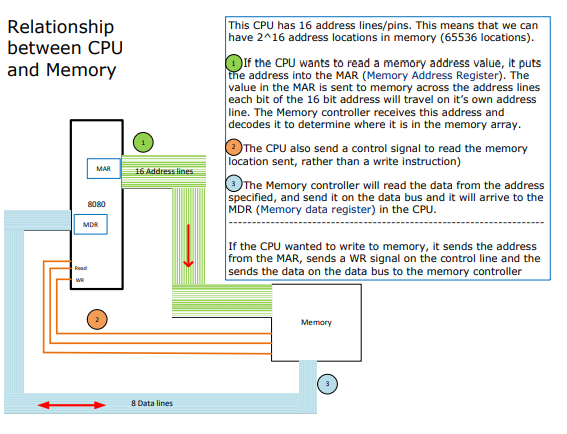 Relationship
between CPU
and Memory
This CPU has 16 address lines/pins. This means that we can
have 2^16 address locations in memory (65536 locations).
1 If the CPU wants to read a memory address value, it puts
the address into the MAR (Memory Address Register). The
value in the MAR is sent to memory across the address lines
each bit of the 16 bit address will travel on it's own address
line. The Memory controller receives this address and
decodes it to determine where it is in the memory array.
2 The CPU also send a control signal to read the memory
location sent, rather than a write instruction)
3 The Memory controller will read the data from the address
specified, and send it on the data bus and it will arrive to the
MDR (Memory data register) in the CPU.
--------------------------------------------------------------------------------
If the CPU wanted to write to memory, it sends the address
from the MAR, sends a WR signal on the control line and the
sends the data on the data bus to the memory controller
1
MAR
16 Address lines
8080
MDR
Read
WR
2
Memory
3
8 Data lines